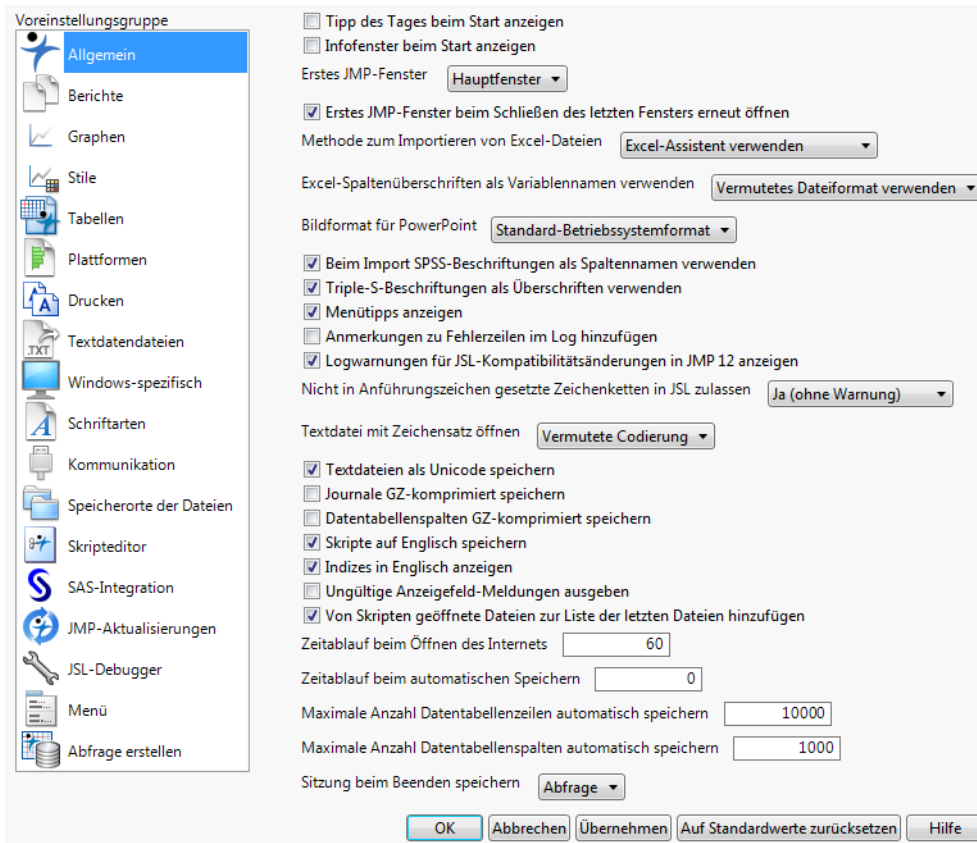 Voreinstellungsgruppe
Allgemein
Berichte
Graphen
Stile
Tabellen
Plattformen
Drucken
Textdatendateien
Windows-spezifisch
Schriftarten
Kommunikation
Speicherorte der Dateien
Skripteditor
SAS-Integration
JMP-Aktualisierungen
JSL-Debugger
Menü
Abfrage erstellen
Tipp des Tages beim Start anzeigen
Infofenster beim Start anzeigen
Erstes JMP-Fenster Hauptfenster
Erstes JMP-Fenster beim Schließen des letzten Fensters erneut öffnen
Methode zum Importieren von Excel-Dateien Excel-Assistent verwenden
Excel-Spaltenüberschriften als Variablennamen verwenden Vermutetes Dateiformat verwenden
Bildformat für PowerPoint Standard-Betriebssystemformat
Beim Import SPSS-Beschriftungen als Spaltennamen verwenden
Triple-S-Beschriftungen als Überschriften verwenden
Menütipps anzeigen
Anmerkungen zu Fehlerzeilen im Log hinzufügen
Logwarnungen für JSL-Kompatibilitätsänderungen in JMP 12 anzeigen
Nicht in Anführungszeichen gesetzte Zeichenketten in JSL zulassen Ja (ohne Warnung)
Textdatei mit Zeichensatz öffnen Vermutete Codierung
Textdateien als Unicode speichern
Journale GZ-komprimiert speichern
Datentabellenspalten GZ-komprimiert speichern
Skripte auf Englisch speichern
Indizes in Englisch anzeigen
Ungültige Anzeigefeld-Meldungen ausgeben
Von Skripten geöffnete Dateien zur Liste der letzten Dateien hinzufügen
Zeitablauf beim Öffnen des Internets 60
Zeitablauf beim automatischen Speichern 0
Maximale Anzahl Datentabellenzeilen automatisch speichern 10000
Maximale Anzahl Datentabellenspalten automatisch speichern 1000
Sitzung beim Beenden speichern Abfrage
OK Abbrechen Übernehmen Auf Standardwerte zurücksetzen Hilfe
.TXT